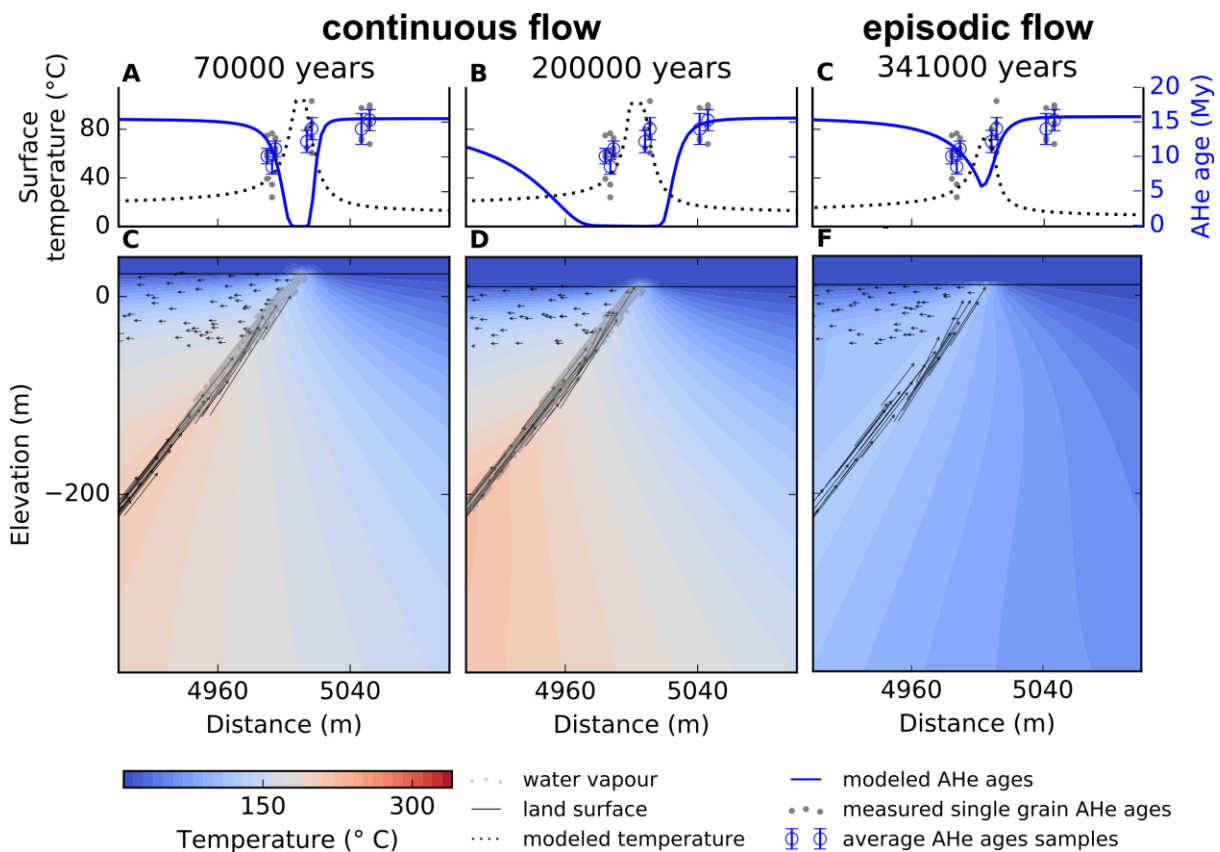 continuous flow
episodic flow
A
70000 years
B
200000 years
C
341000 years
Surface
temperature (°C)
80
40
0
20
15
10
5
0
AHe age (My)
C
D
F
Elevation (m)
0
−200
4960
5040
4960
5040
4960
5040
Distance (m)
Distance (m)
Distance (m)
150
300
Temperature (° C)
water vapour
land surface
modeled temperature
modeled AHe ages
measured single grain AHe ages
average AHe ages samples